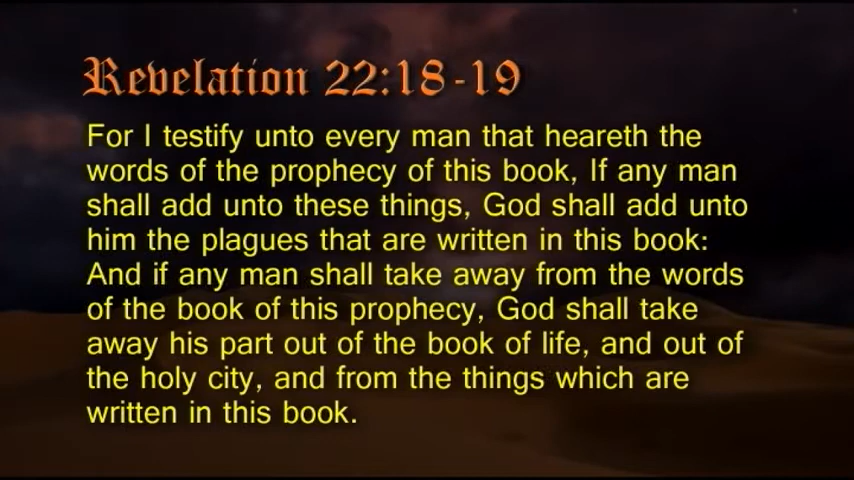 Revelation 22:18-19
For I testify unto every man that heareth the
words of the prophecy of this book, If any man
shall add unto these things, God shall add unto
him the plagues that are written in this book:
And if any man shall take away from the words
of the book of this prophecy, God shall take
away his part out of the book of life, and out of
the holy city, and from the things which are
written in this book.